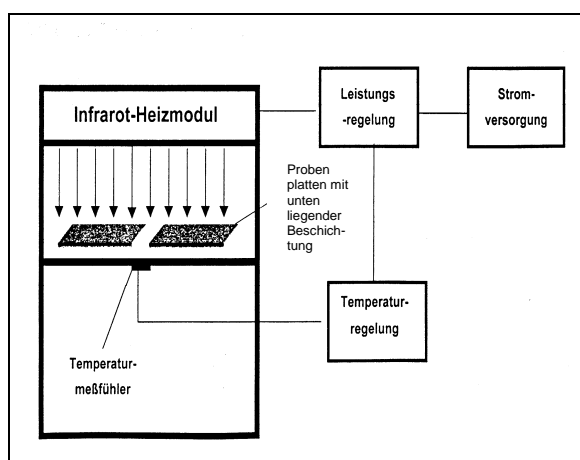 Infrarot-Heizmodul
Leistungs
-regelung
Strom-
versorgung
Proben
platten mit
unten
liegender
Beschich-
tung
Temperatur-
regelung
Temperatur-
meßfühler